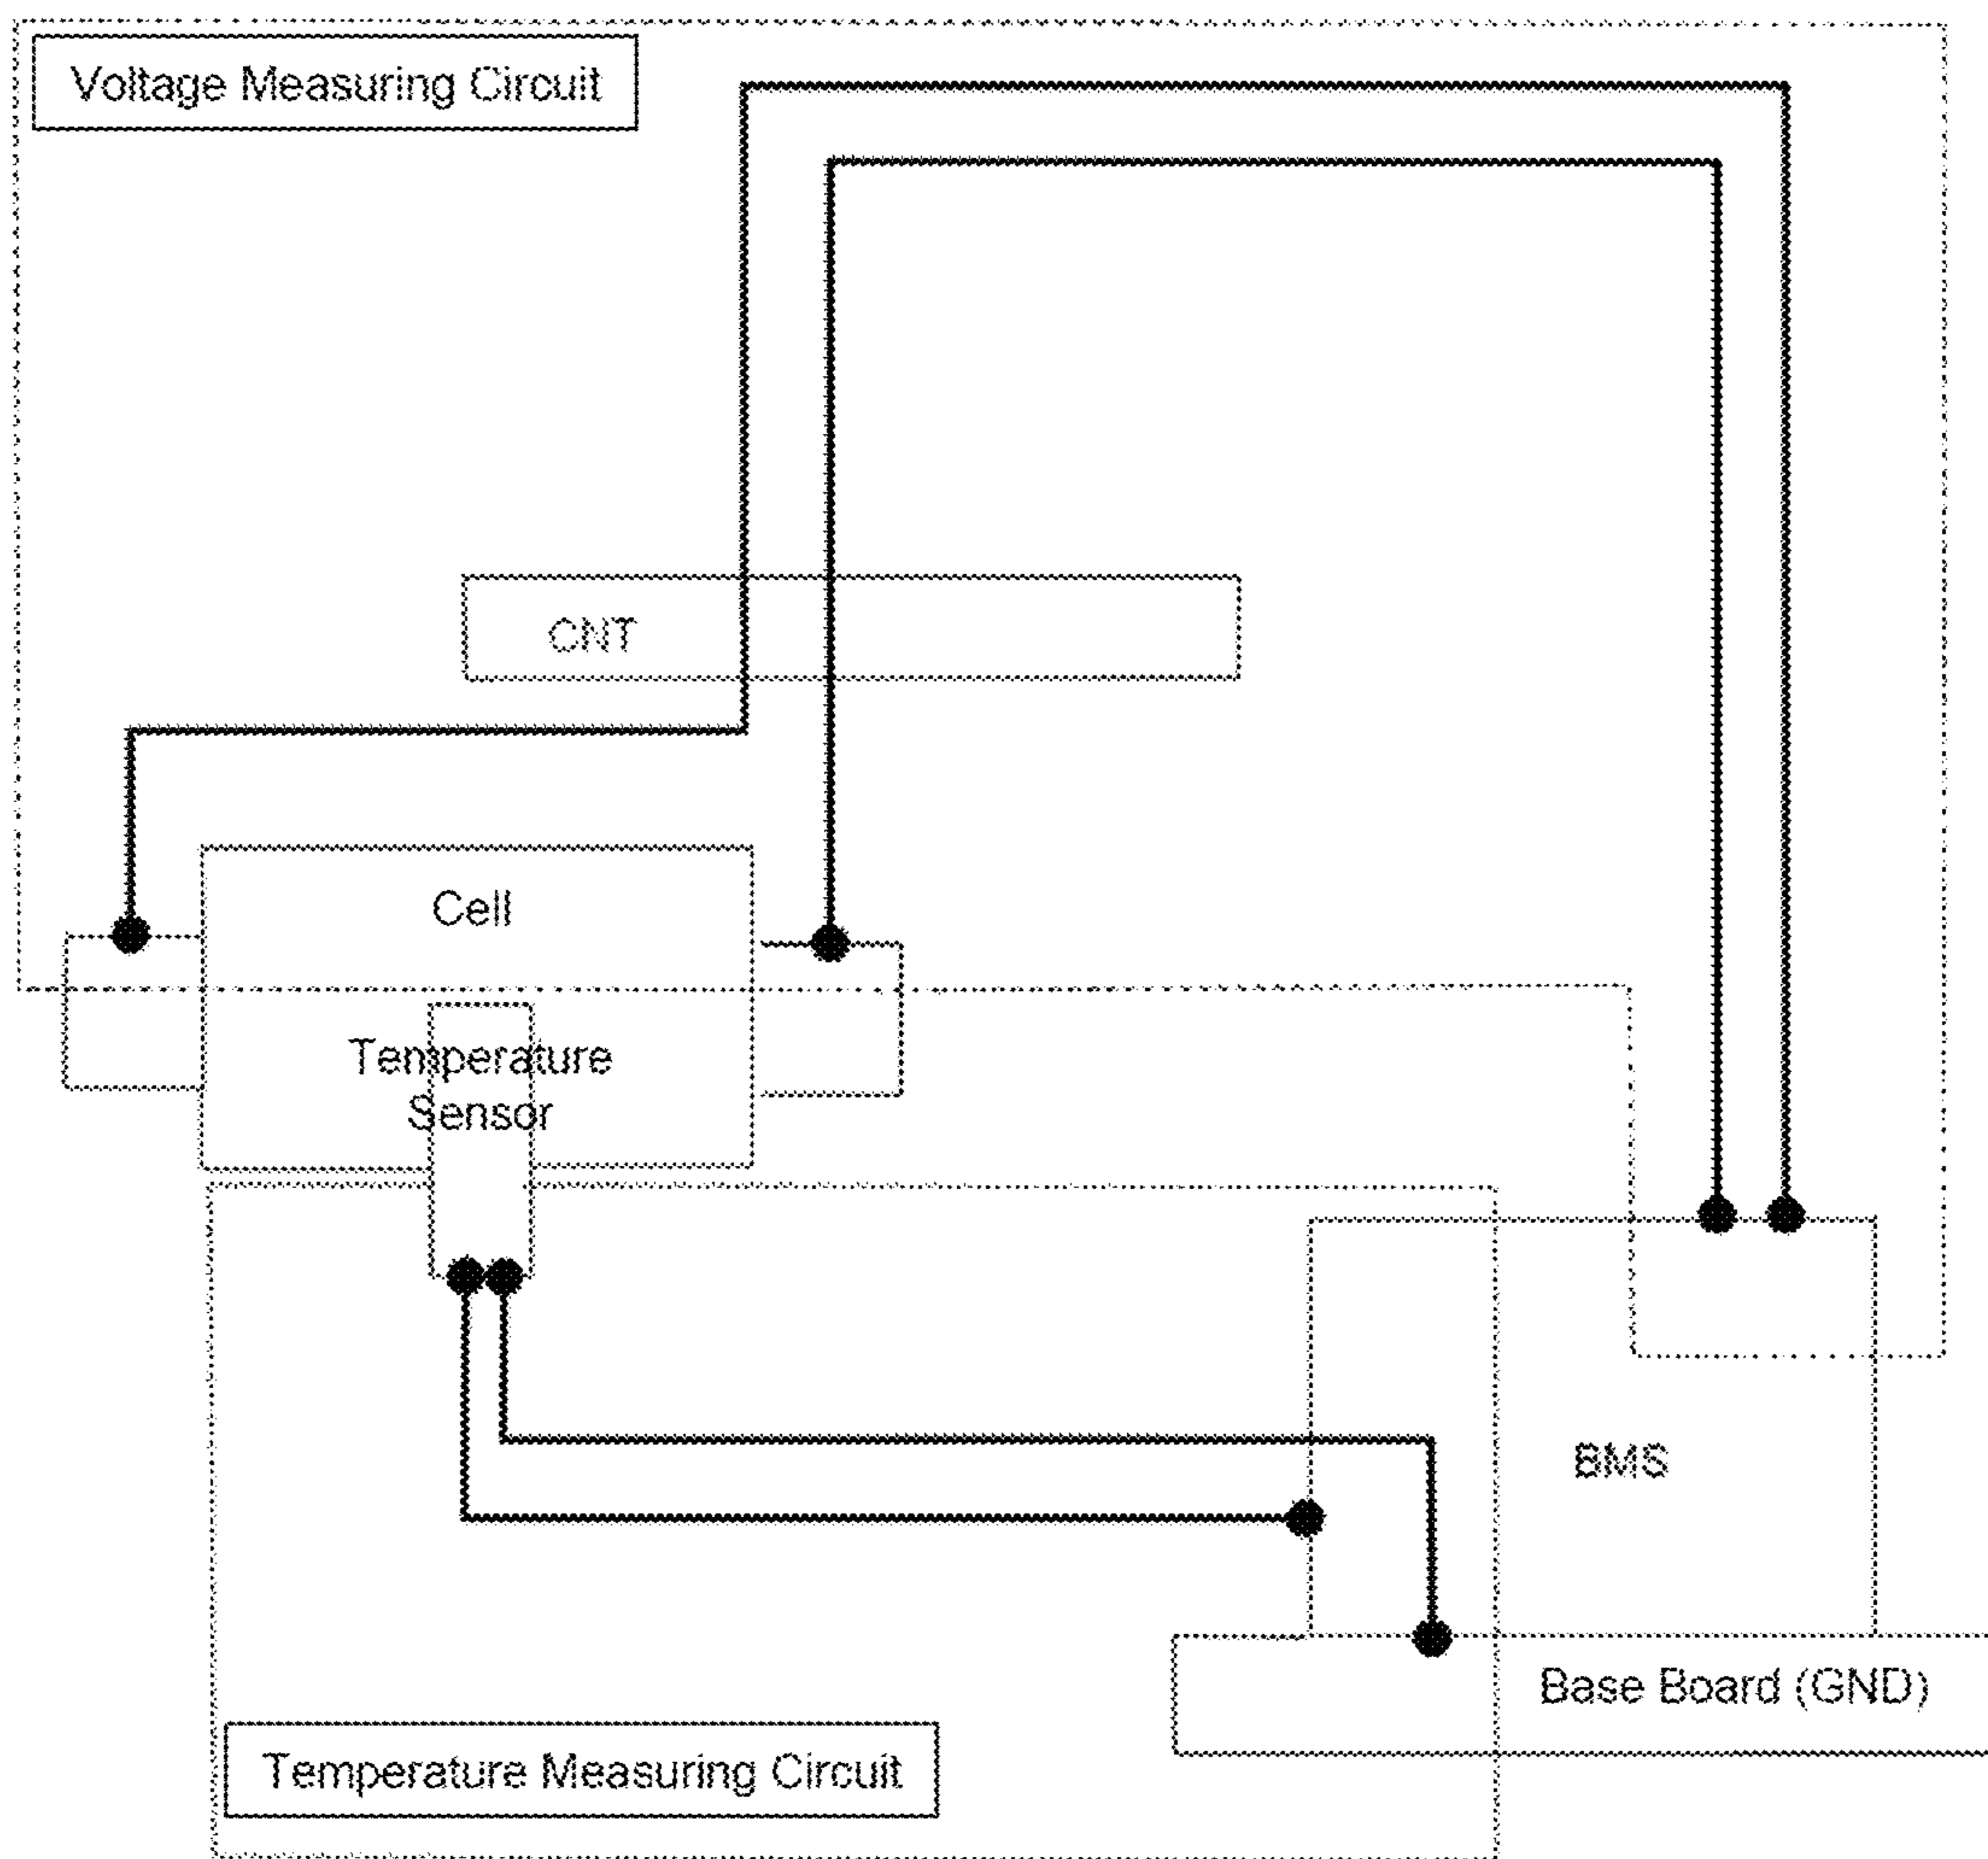 Voltage Measuring Circuit
CNT
Cell
Temperature
Sensor
BMS
Base Board (GND)
Temperature Measuring Circuit